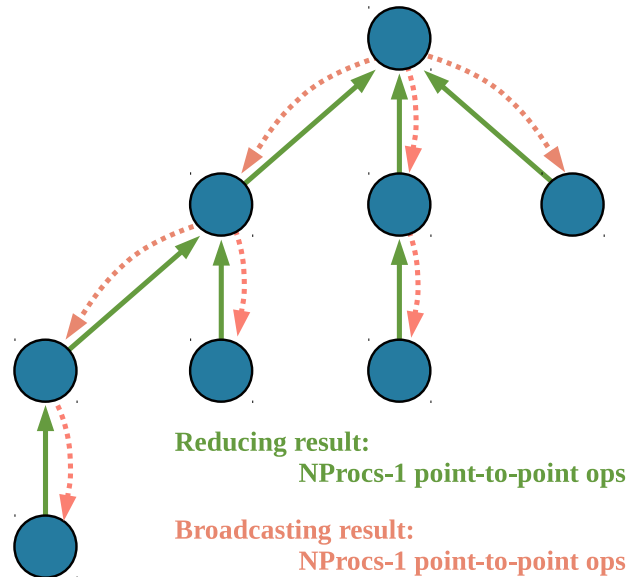 Reducing result:
NProcs-1 point-to-point ops
Broadcasting result:
NProcs-1 point-to-point ops